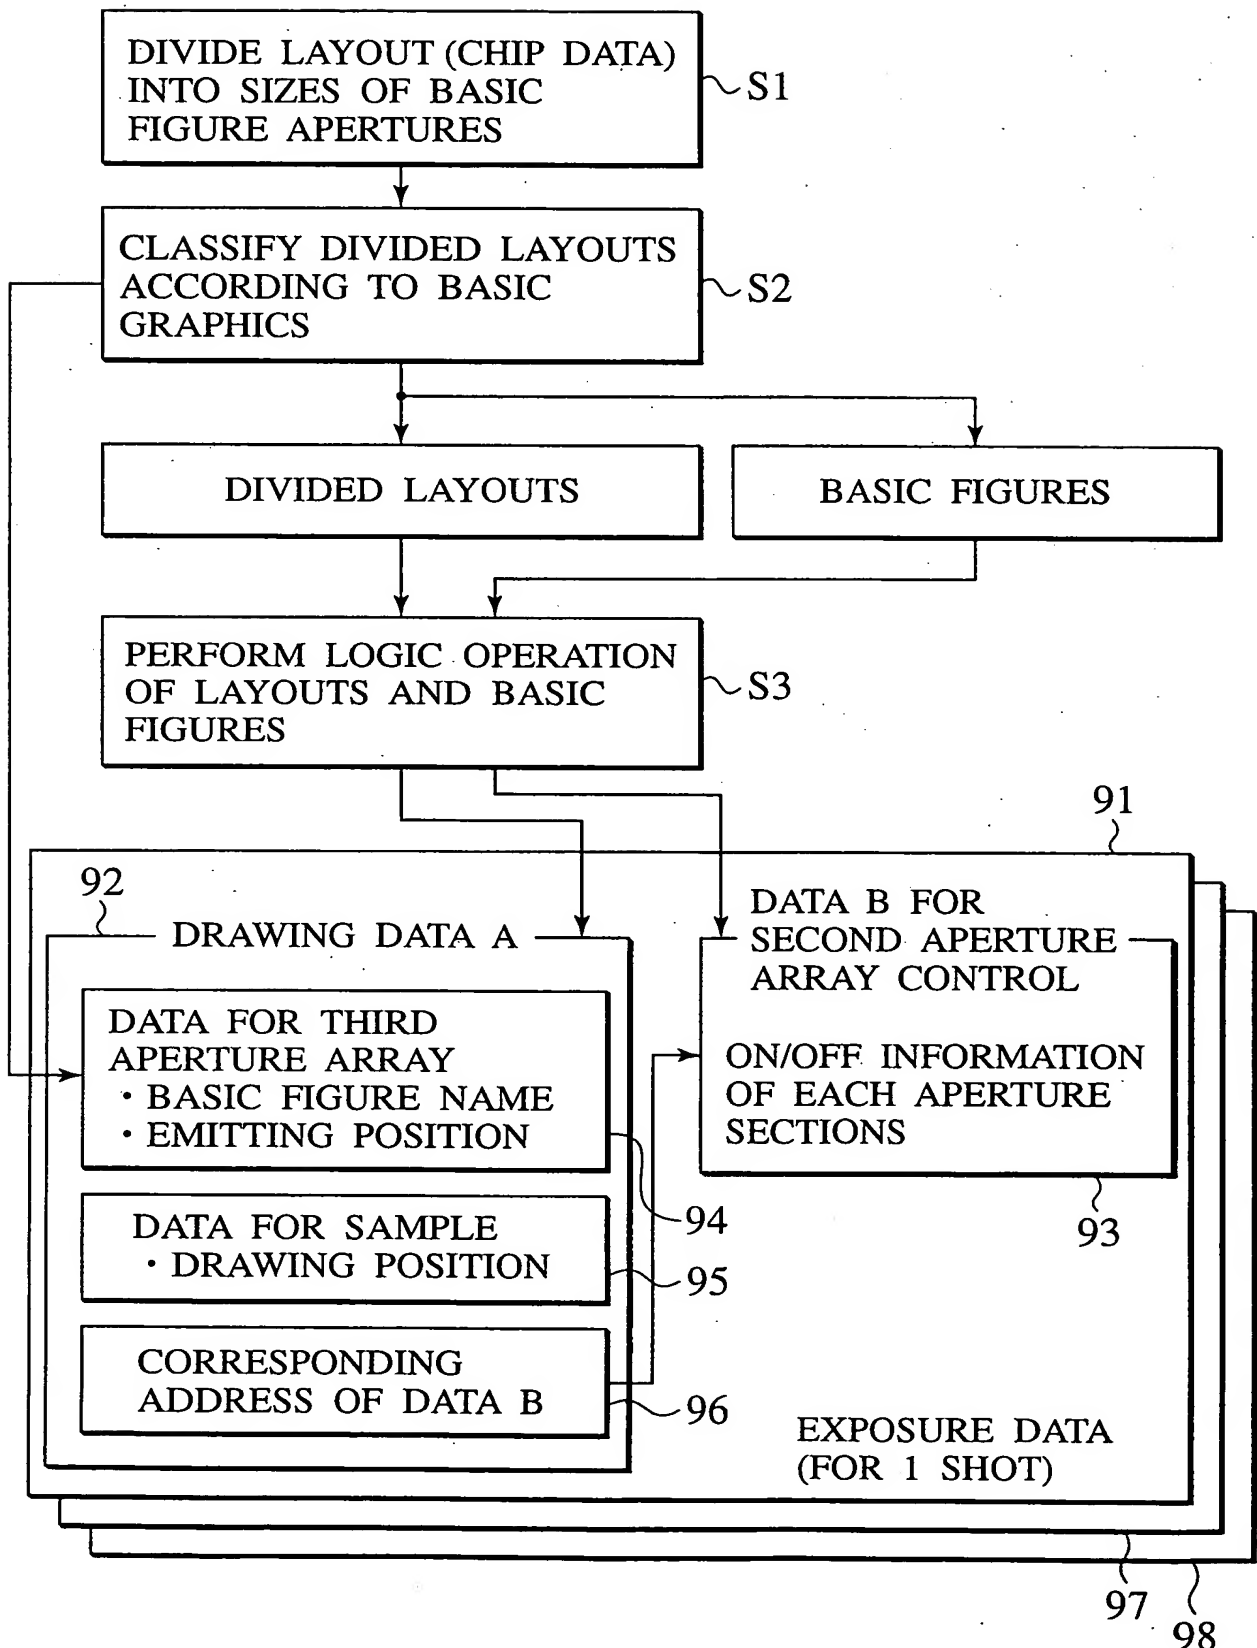 DIVIDE LAYOUT (CHIP DATA)
INTO SIZES OF BASIC
FIGURE APERTURES
S1
CLASSIFY DIVIDED LAYOUTS
ACCORDING TO BASIC
GRAPHICS
S2
DIVIDED LAYOUTS
BASIC FIGURES
PERFORM LOGIC OPERATION
OF LAYOUTS AND BASIC
FIGURES
S3
91
92
DRAWING DATA A
DATA FOR THIRD
APERTURE ARRAY
・BASIC FIGURE NAME
・EMITTING POSITION
94
DATA FOR SAMPLE
・DRAWING POSITION
95
CORRESPONDING
ADDRESS OF DATA B
96
DATA B FOR
SECOND APERTURE
ARRAY CONTROL
ON/OFF INFORMATION
OF EACH APERTURE
SECTIONS
93
EXPOSURE DATA
(FOR 1 SHOT)
97
98